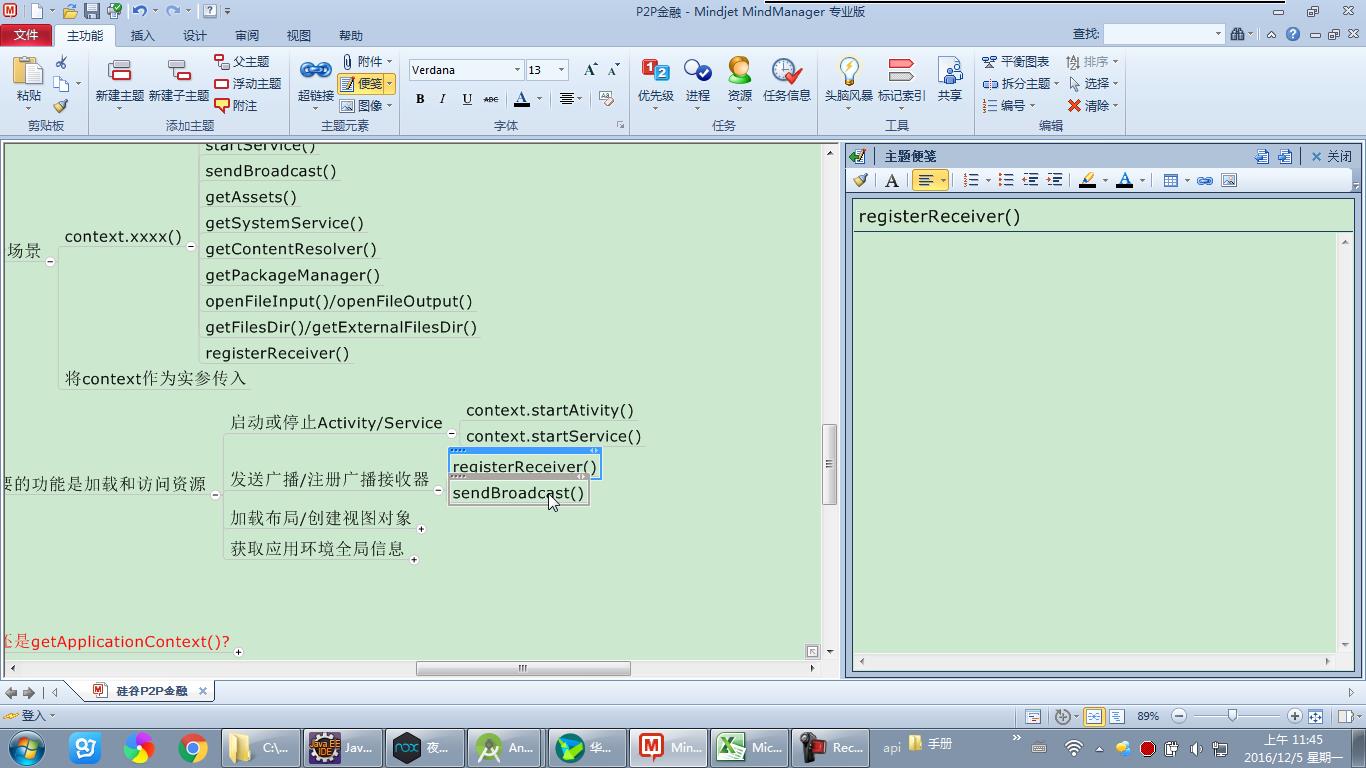 P2P金融 - Mindjet MindManager 专业版
文件 主功能 插入 设计 审阅 视图 帮助 查找:
粘贴 新建主题 新建子主题 父主题 浮动主题 附注 超链接 附件 便笺 图像 Verdana 13 B I U ABC A 优先级 进程 资源 任务信息 头脑风暴 标记索引 共享 平衡图表 拆分主题 编号 排序 选择 清除
剪贴板 添加主题 主题元素 字体 任务 工具 编辑
startService()
sendBroadcast()
getAssets()
getSystemService()
场景 context.xxxx()
getContentResolver()
getPackageManager()
openFileInput()/openFileOutput()
getFilesDir()/getExternalFilesDir()
registerReceiver()
将context作为实参传入
启动或停止Activity/Service
context.startAtivity()
context.startService()
要的功能是加载和访问资源
发送广播/注册广播接收器
registerReceiver()
sendBroadcast()
加载布局/创建视图对象
获取应用环境全局信息
还是getApplicationContext()?
主题便笺 关闭
registerReceiver()
硅谷P2P金融
登入 89%
C:\... Jav... 夜... An... 华... Min... Mic... Rec... api 手册 上午 11:45
2016/12/5 星期一